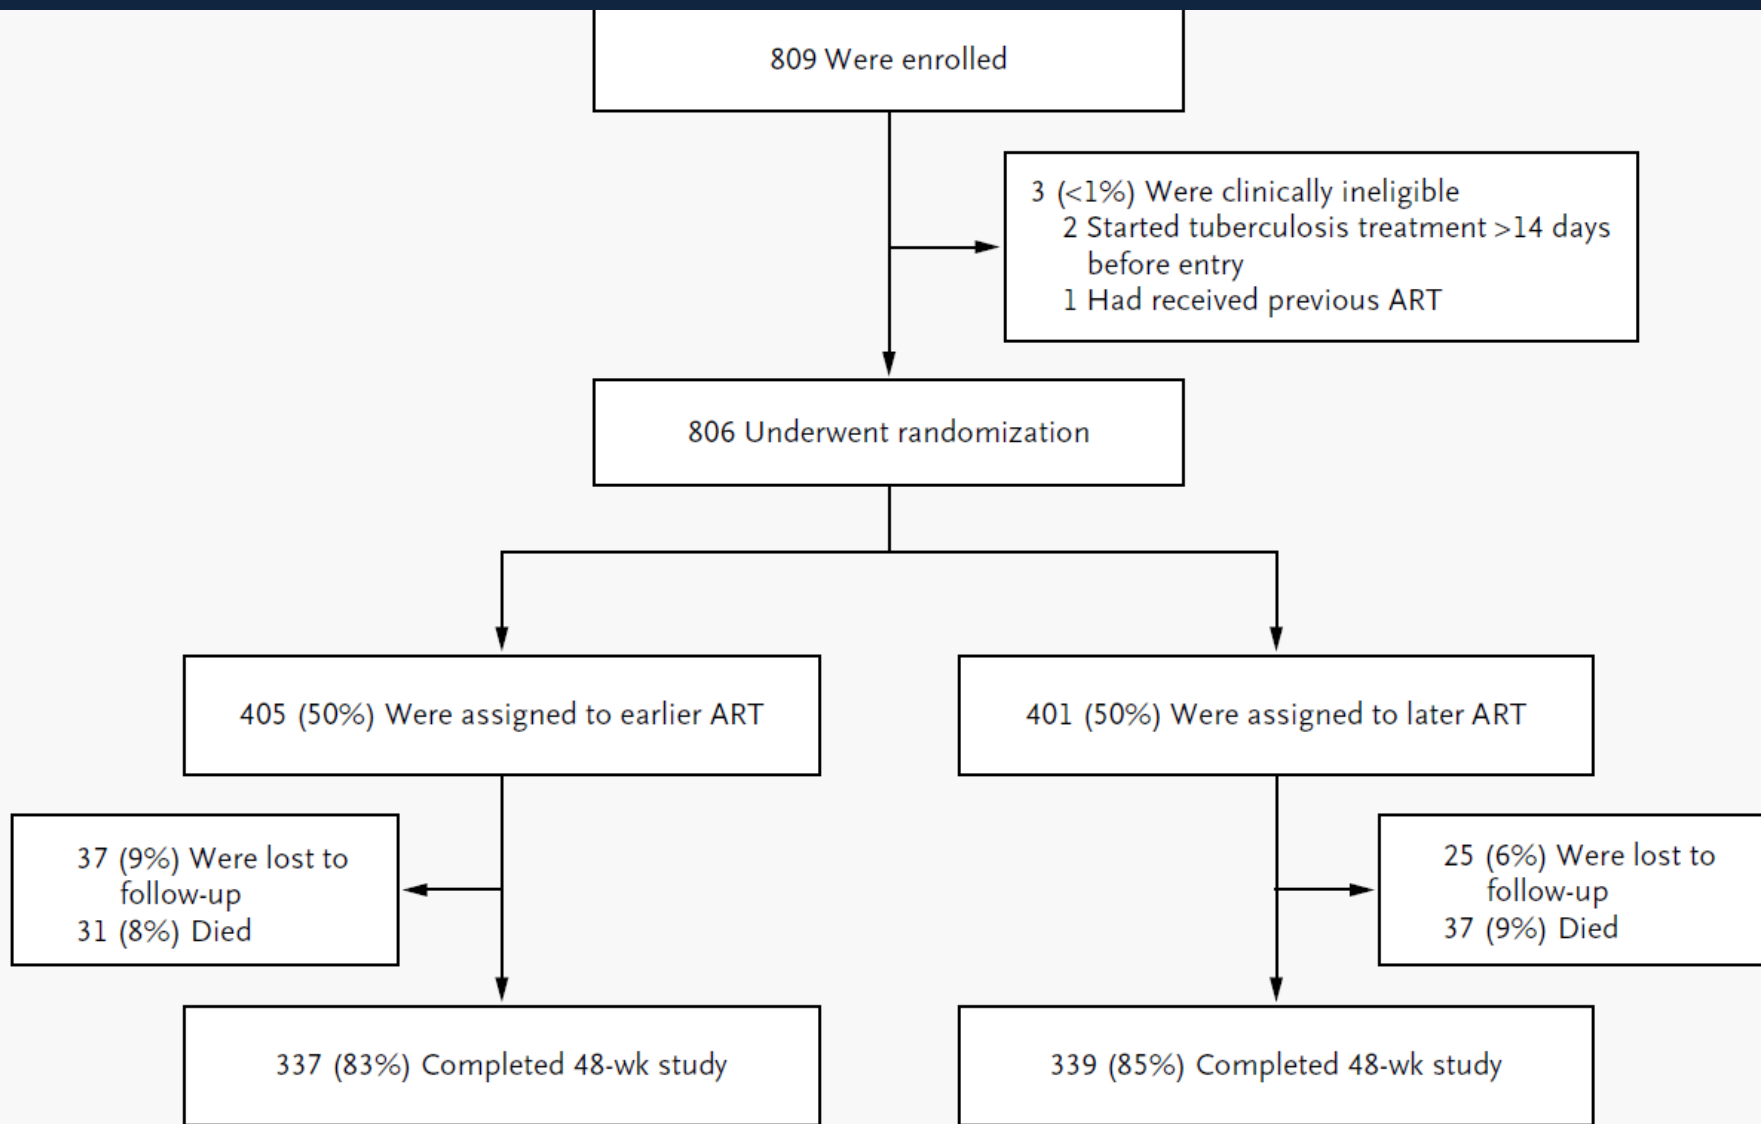 809 Were enrolled
3 (<1%) Were clinically ineligible
2 Started tuberculosis treatment >14 days
before entry
1 Had received previous ART
806 Underwent randomization
405 (50%) Were assigned to earlier ART
401 (50%) Were assigned to later ART
37 (9%) Were lost to
follow-up
31 (8%) Died
25 (6%) Were lost to
follow-up
37 (9%) Died
337 (83%) Completed 48-wk study
339 (85%) Completed 48-wk study